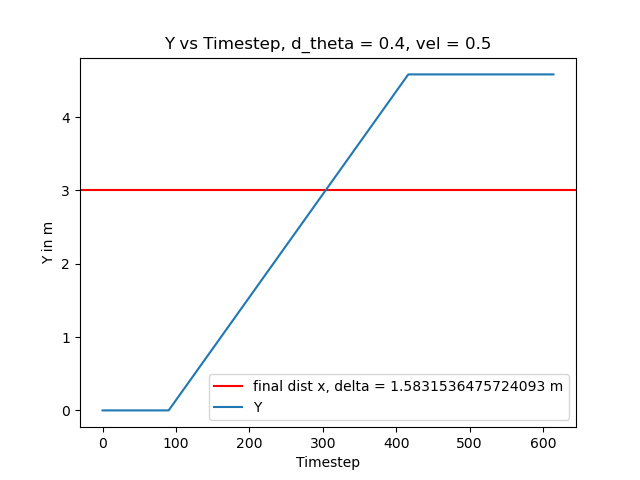 Y vs Timestep, d_theta = 0.4, vel = 0.5
Y in m
4
3
2
1
0
final dist x, delta = 1.5831536475724093 m
Y
0 100 200 300 400 500 600
Timestep